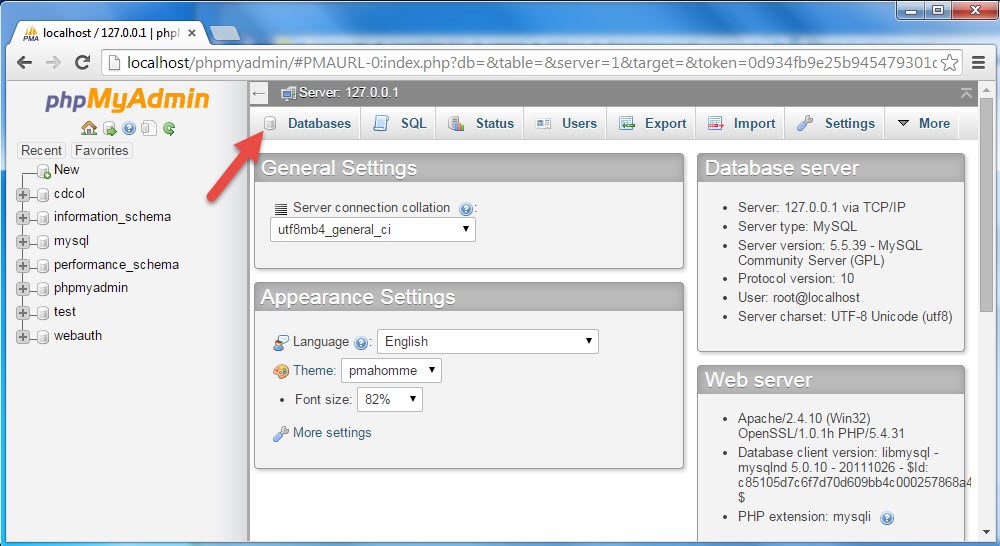 localhost / 127.0.0.1 | phpl
localhost/phpmyadmin/#PMAURL-0:index.php?db=&table=&server=1&target=&token=0d934fb9e25b945479301c
phpMyAdmin
Recent Favorites
New
cdcol
information_schema
mysql
performance_schema
phpmyadmin
test
webauth
Server: 127.0.0.1
Databases SQL Status Users Export Import Settings More
General Settings
Server connection collation :
utf8mb4_general_ci
Appearance Settings
Language : English
Theme: pmahomme
• Font size: 82%
More settings
Database server
• Server: 127.0.0.1 via TCP/IP
• Server type: MySQL
• Server version: 5.5.39 - MySQL
Community Server (GPL)
• Protocol version: 10
• User: root@localhost
• Server charset: UTF-8 Unicode (utf8)
Web server
• Apache/2.4.10 (Win32)
OpenSSL/1.0.1h PHP/5.4.31
• Database client version: libmysql -
mysqlnd 5.0.10 - 20111026 - $Id:
c85105d7c6f7d70d609bb4c000257868a4
$
• PHP extension: mysqli